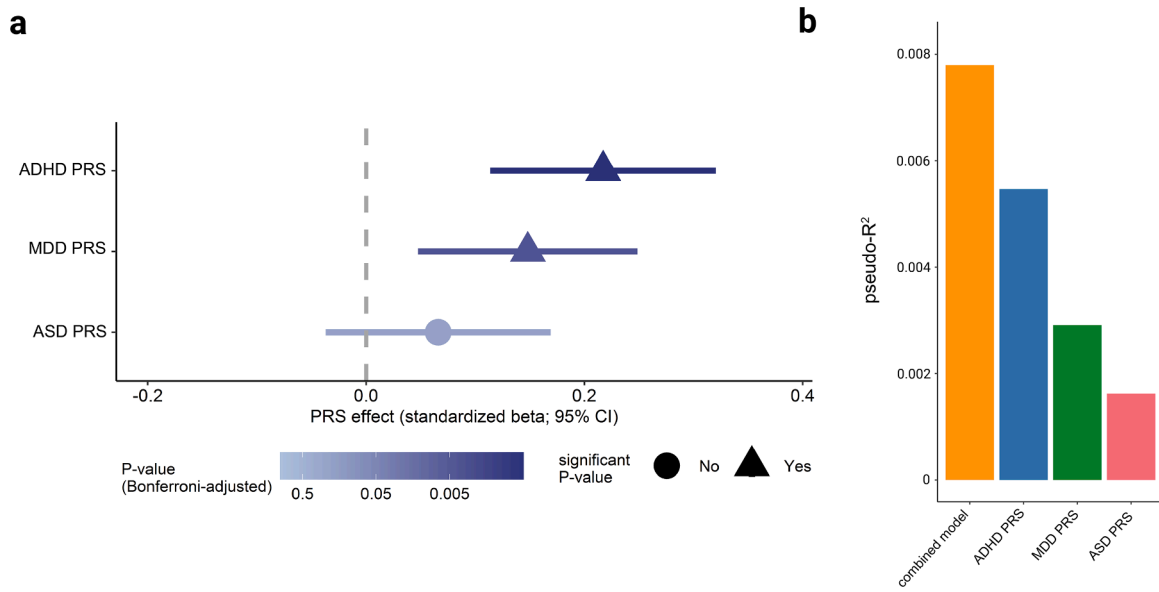 a
ADHD PRS
MDD PRS
ASD PRS
-0.2
0.0
0.2
0.4
PRS effect (standardized beta; 95% CI)
P-value
(Bonferroni-adjusted)
0.5
0.05
0.005
significant
P-value
No
Yes
b
pseudo-R²
0.008
0.006
0.004
0.002
0
combined model
ADHD PRS
MDD PRS
ASD PRS